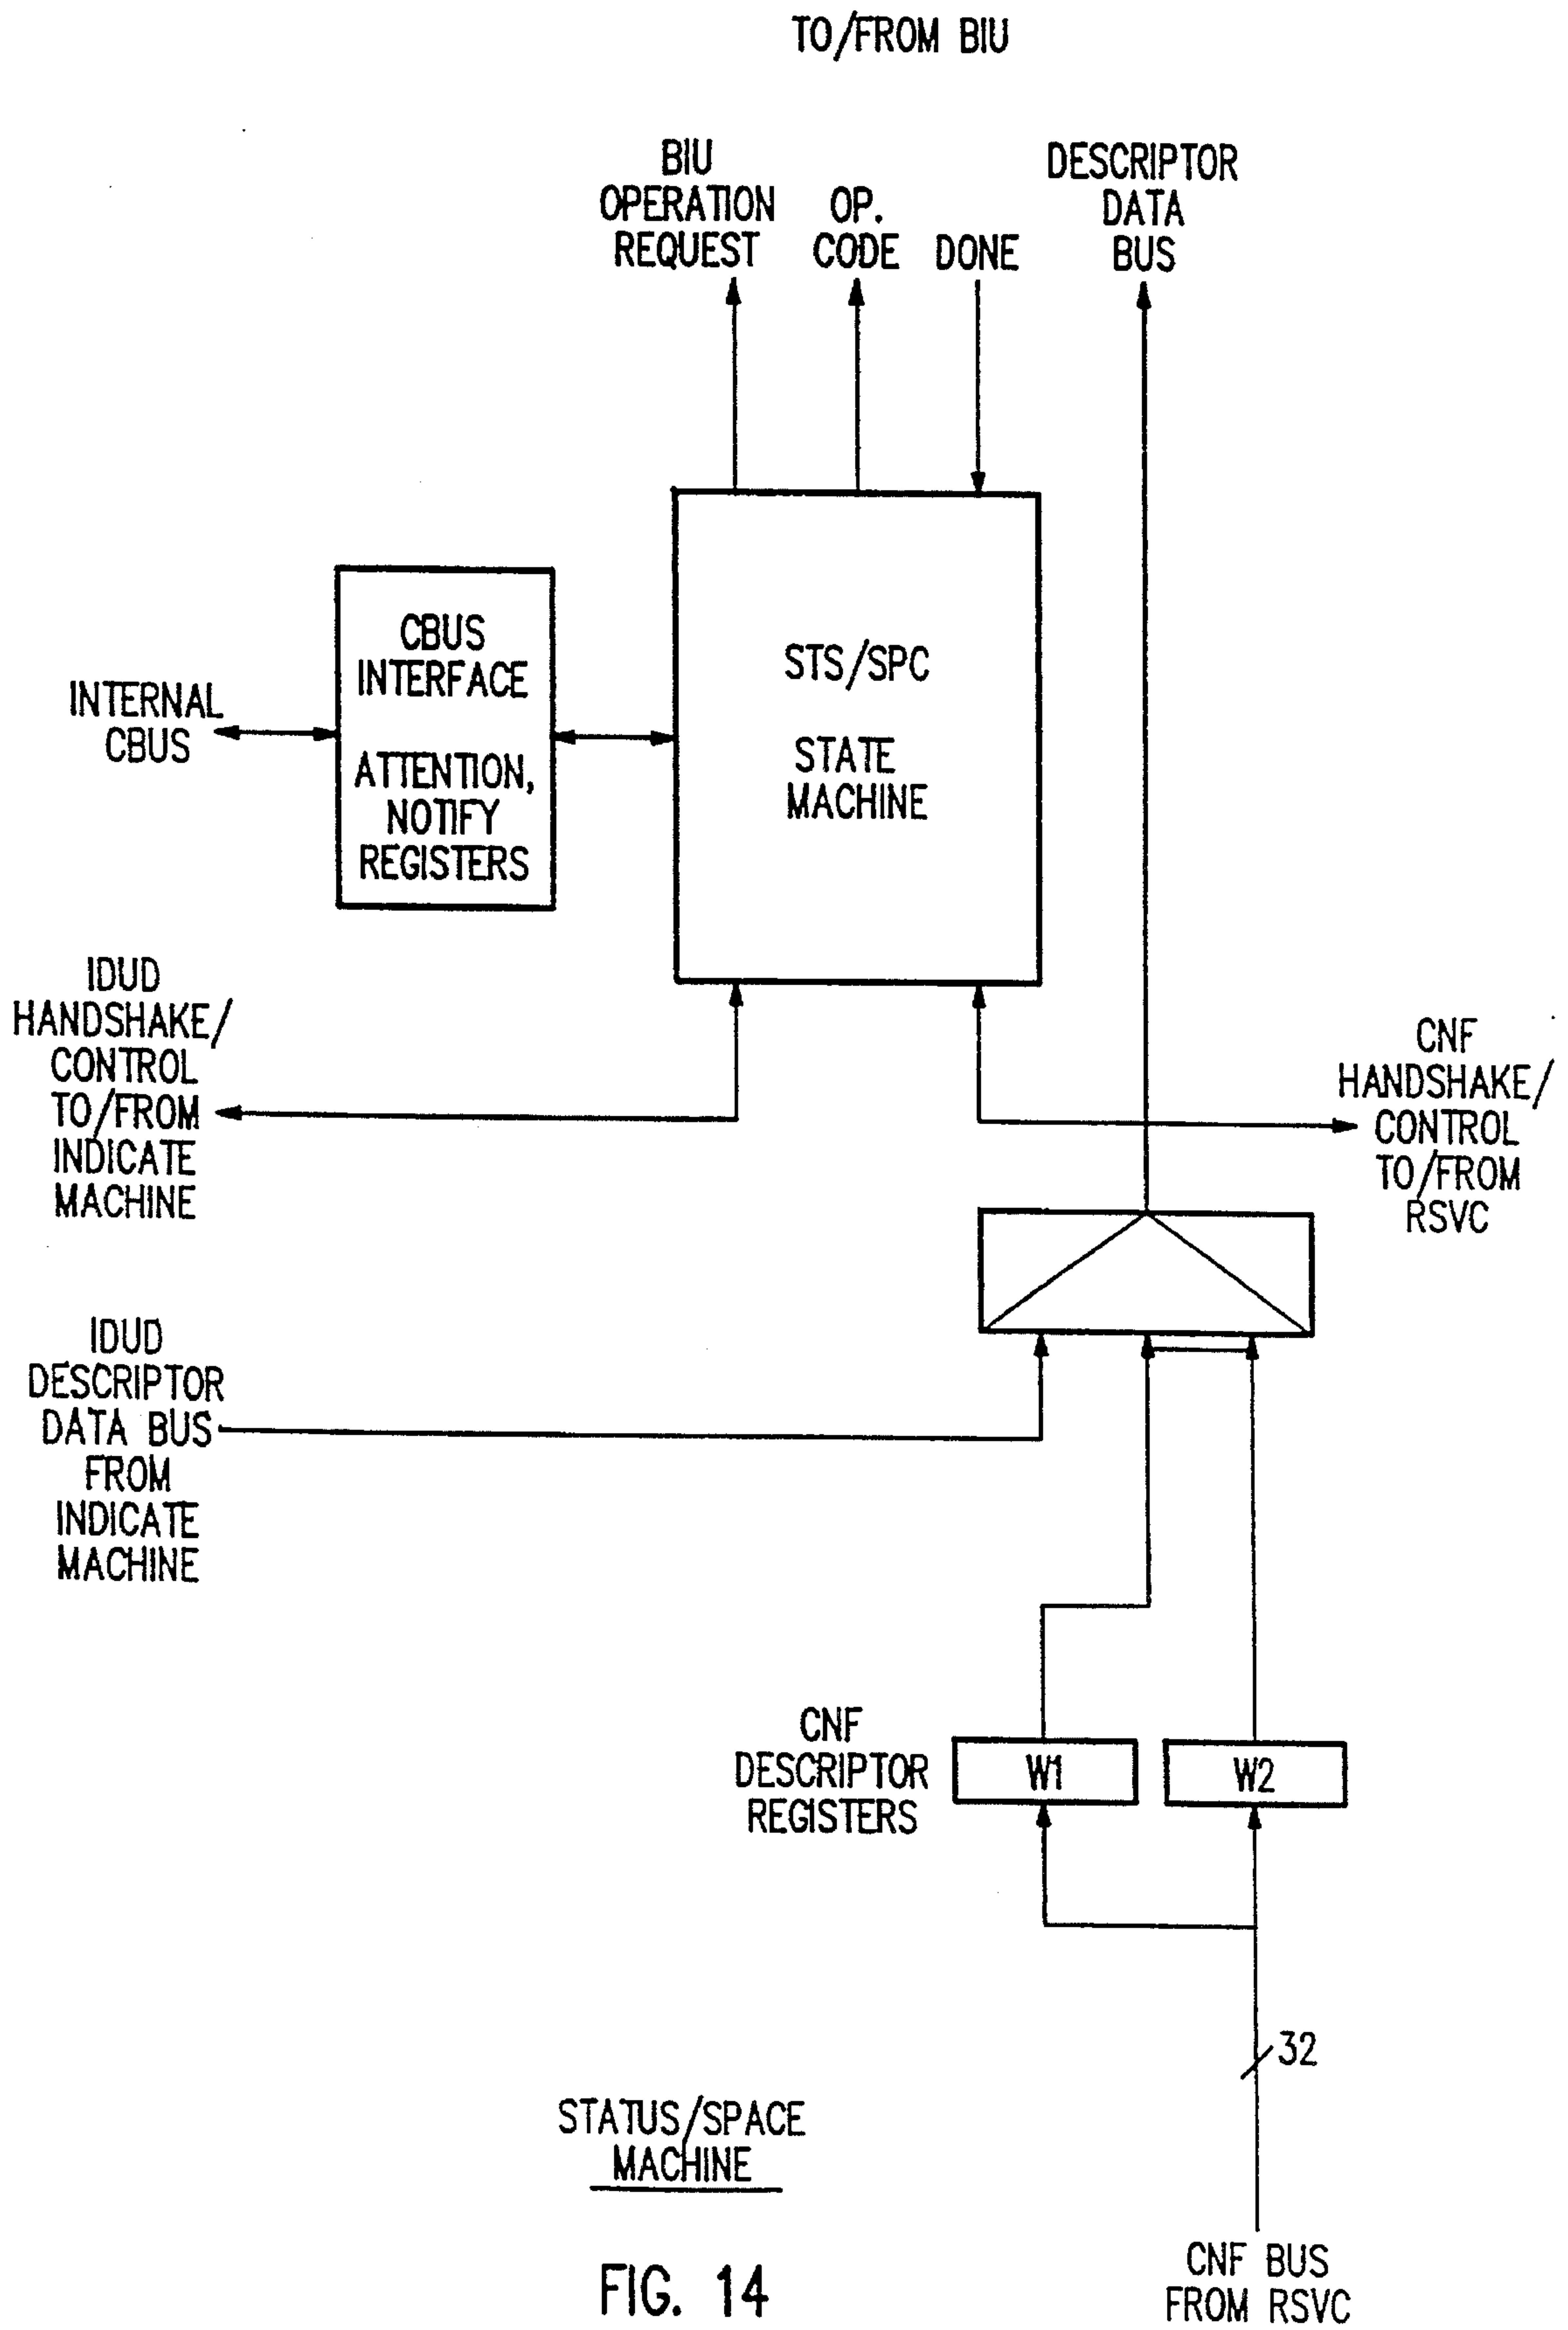 TO/FROM BIU
BIU
OPERATION
REQUEST
OP.
CODE
DONE
DESCRIPTOR
DATA
BUS
CBUS
INTERFACE
ATTENTION,
NOTIFY
REGISTERS
STS/SPC
STATE
MACHINE
INTERNAL
CBUS
IDUD
HANDSHAKE/
CONTROL
TO/FROM
INDICATE
MACHINE
CNF
HANDSHAKE/
CONTROL
TO/FROM
RSVC
IDUD
DESCRIPTOR
DATA BUS
FROM
INDICATE
MACHINE
CNF
DESCRIPTOR
REGISTERS
W1
W2
32
STATUS/SPACE
MACHINE
CNF BUS
FROM RSVC
FIG. 14